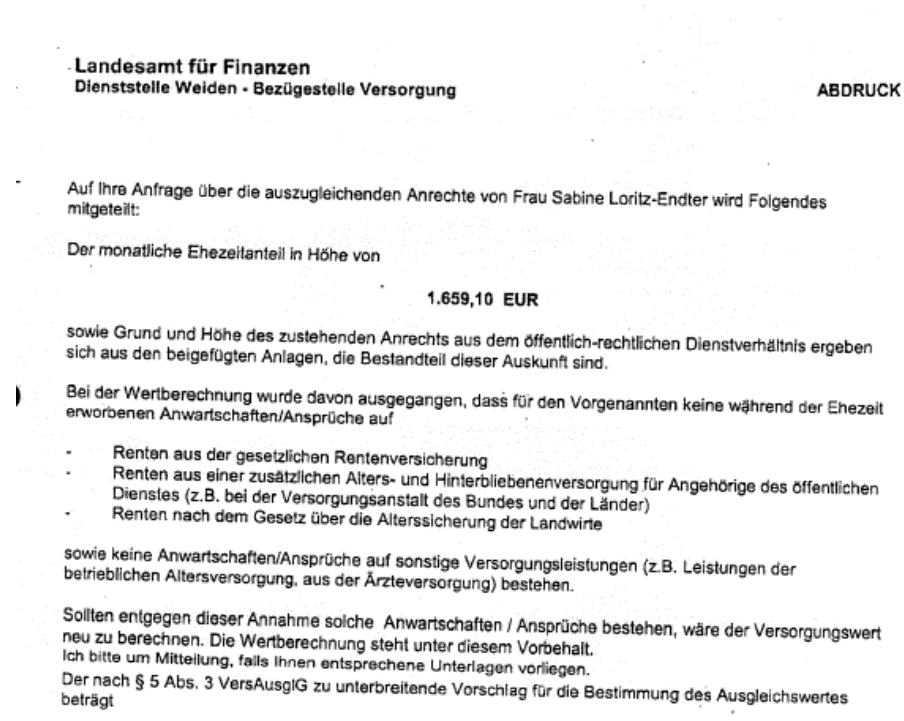 Landesamt für Finanzen
Dienststelle Weiden - Bezügestelle Versorgung
ABDRUCK
Auf Ihre Anfrage über die auszugleichenden Anrechte von Frau Sabine Loritz-Endter wird Folgendes
mitgeteilt:
Der monatliche Ehezeitanteil in Höhe von
1.659,10 EUR
sowie Grund und Höhe des zustehenden Anrechts aus dem öffentlich-rechtlichen Dienstverhältnis ergeben
sich aus den beigefügten Anlagen, die Bestandteil dieser Auskunft sind.
Bei der Wertberechnung wurde davon ausgegangen, dass für den Vorgenannten keine während der Ehezeit
erworbenen Anwartschaften/Ansprüche auf
- Renten aus der gesetzlichen Rentenversicherung
- Renten aus einer zusätzlichen Alters- und Hinterbliebenenversorgung für Angehörige des öffentlichen
Dienstes (z.B. bei der Versorgungsanstalt des Bundes und der Länder)
- Renten nach dem Gesetz über die Alterssicherung der Landwirte
sowie keine Anwartschaften/Ansprüche auf sonstige Versorgungsleistungen (z.B. Leistungen der
betrieblichen Altersversorgung, aus der Ärzteversorgung) bestehen.
Sollten entgegen dieser Annahme solche Anwartschaften / Ansprüche bestehen, wäre der Versorgungswert
neu zu berechnen. Die Wertberechnung steht unter diesem Vorbehalt.
Ich bitte um Mitteilung, falls Ihnen entsprechene Unterlagen vorliegen.
Der nach § 5 Abs. 3 VersAusglG zu unterbreitende Vorschlag für die Bestimmung des Ausgleichswertes
beträgt